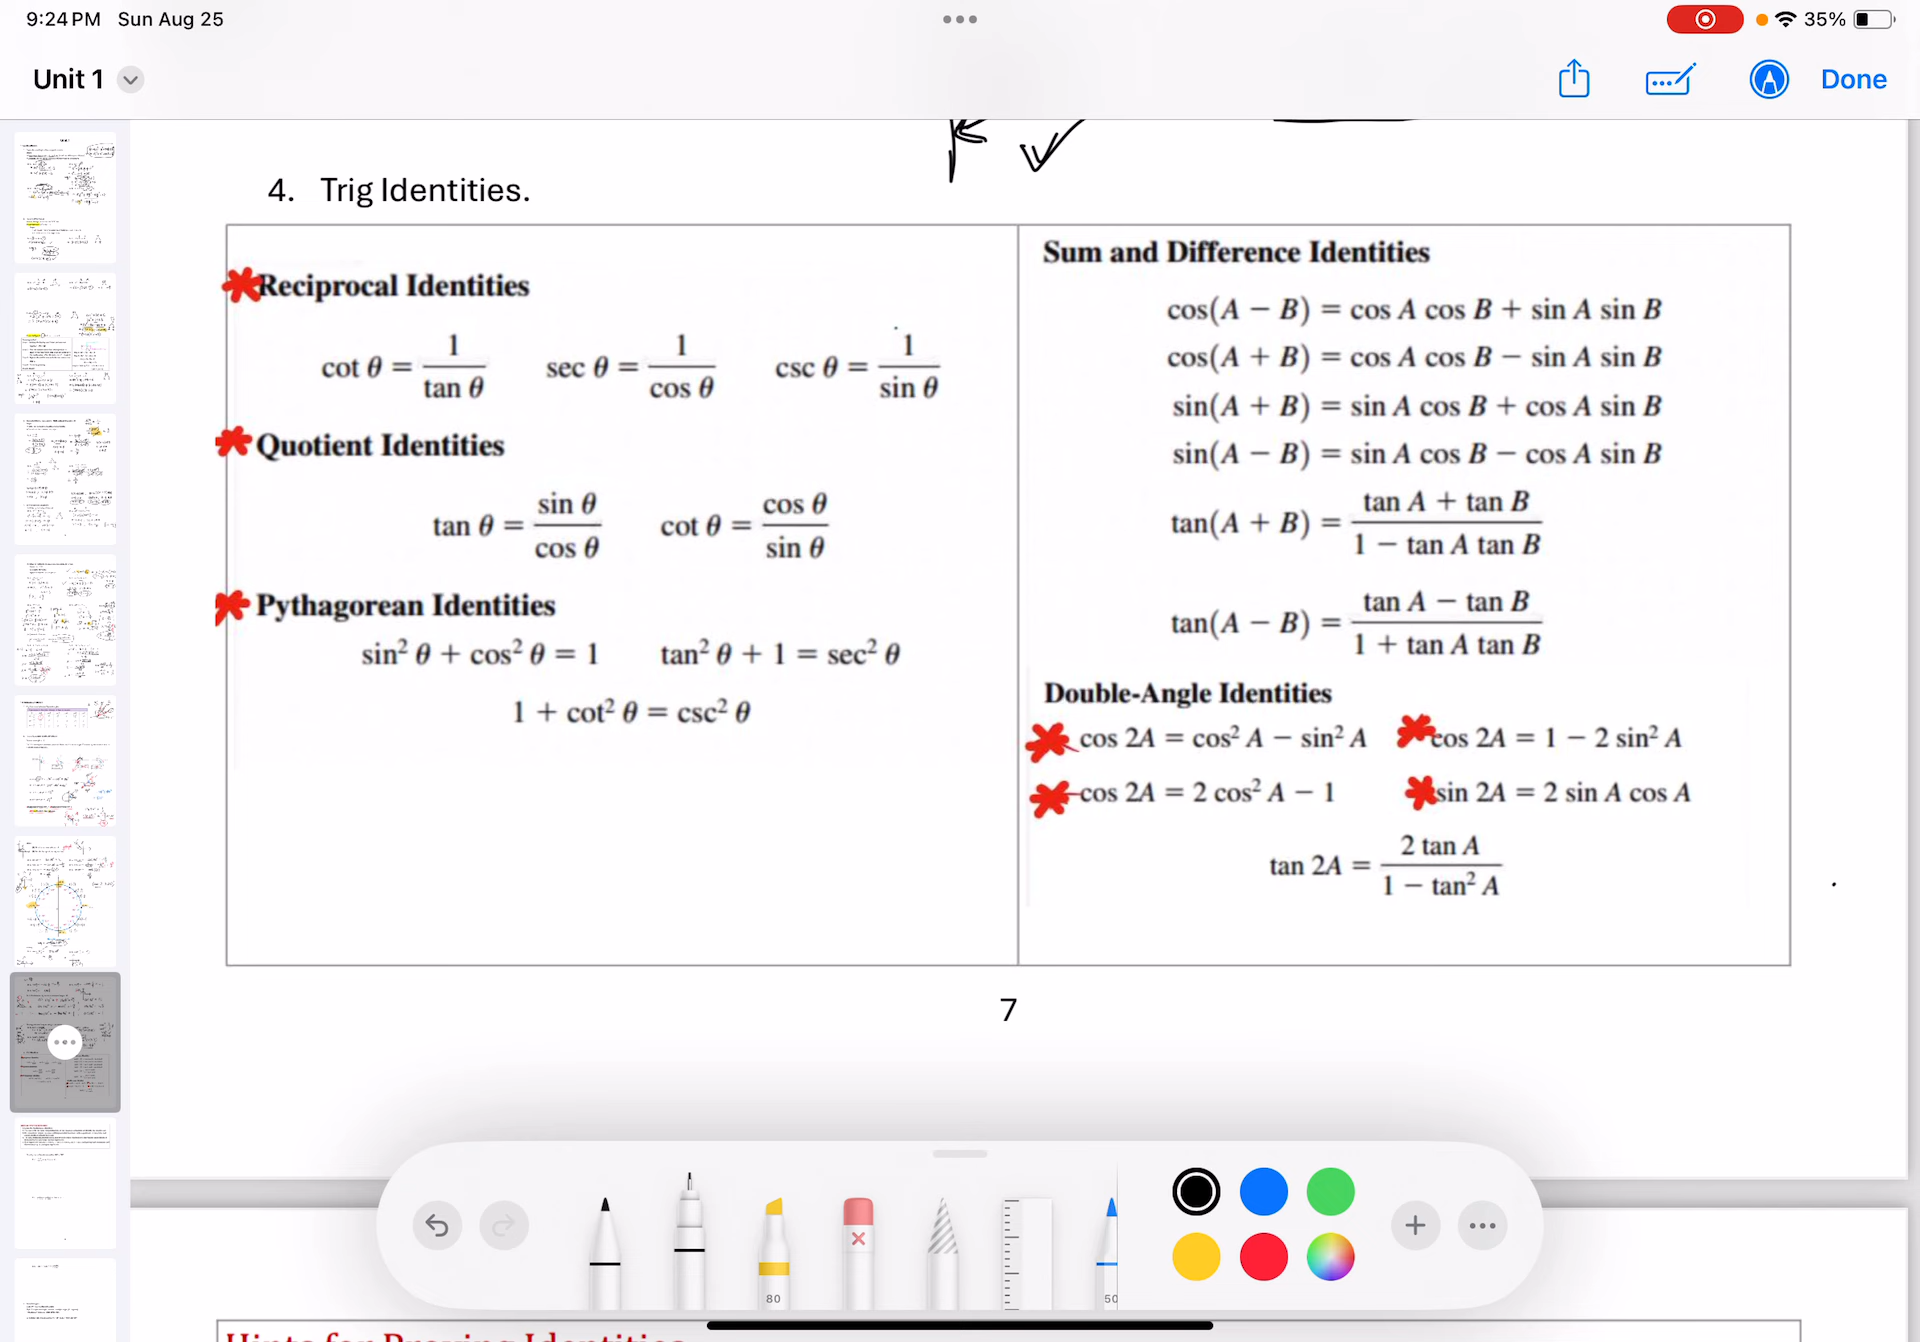 9:24 PM Sun Aug 25
35%
Unit 1
Done
4. Trig Identities.
Reciprocal Identities
cot θ = 1 / tan θ sec θ = 1 / cos θ csc θ = 1 / sin θ
Quotient Identities
tan θ = sin θ / cos θ cot θ = cos θ / sin θ
Pythagorean Identities
sin² θ + cos² θ = 1 tan² θ + 1 = sec² θ
1 + cot² θ = csc² θ
Sum and Difference Identities
cos(A − B) = cos A cos B + sin A sin B
cos(A + B) = cos A cos B − sin A sin B
sin(A + B) = sin A cos B + cos A sin B
sin(A − B) = sin A cos B − cos A sin B
tan(A + B) = tan A + tan B / 1 − tan A tan B
tan(A − B) = tan A − tan B / 1 + tan A tan B
Double-Angle Identities
cos 2A = cos² A − sin² A cos 2A = 1 − 2 sin² A
cos 2A = 2 cos² A − 1 sin 2A = 2 sin A cos A
tan 2A = 2 tan A / 1 − tan² A
7
80
50
Hints for Proving Identities